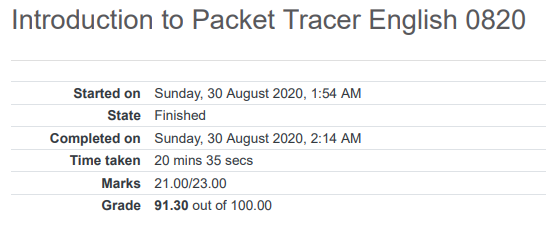 Introduction to Packet Tracer English 0820
Started on Sunday, 30 August 2020, 1:54 AM
State Finished
Completed on Sunday, 30 August 2020, 2:14 AM
Time taken 20 mins 35 secs
Marks 21.00/23.00
Grade 91.30 out of 100.00